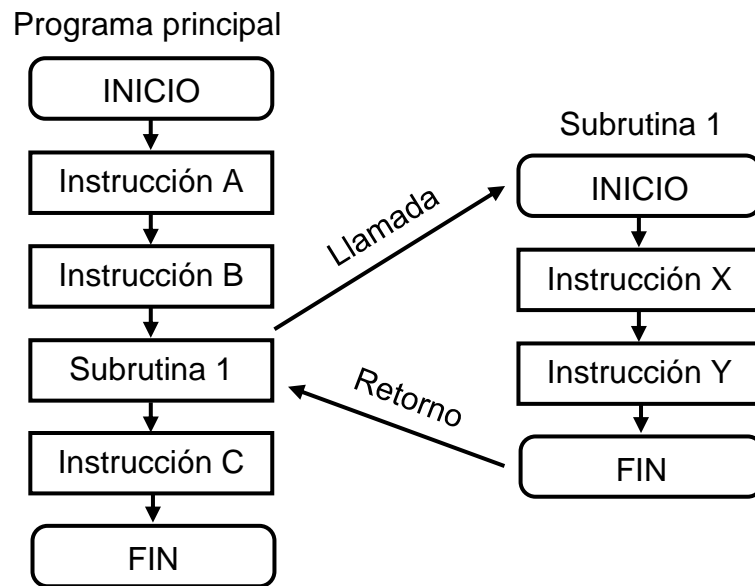 Programa principal
INICIO
Instrucción A
Instrucción B
Subrutina 1
Instrucción C
FIN
Llamada
Retorno
Subrutina 1
INICIO
Instrucción X
Instrucción Y
FIN